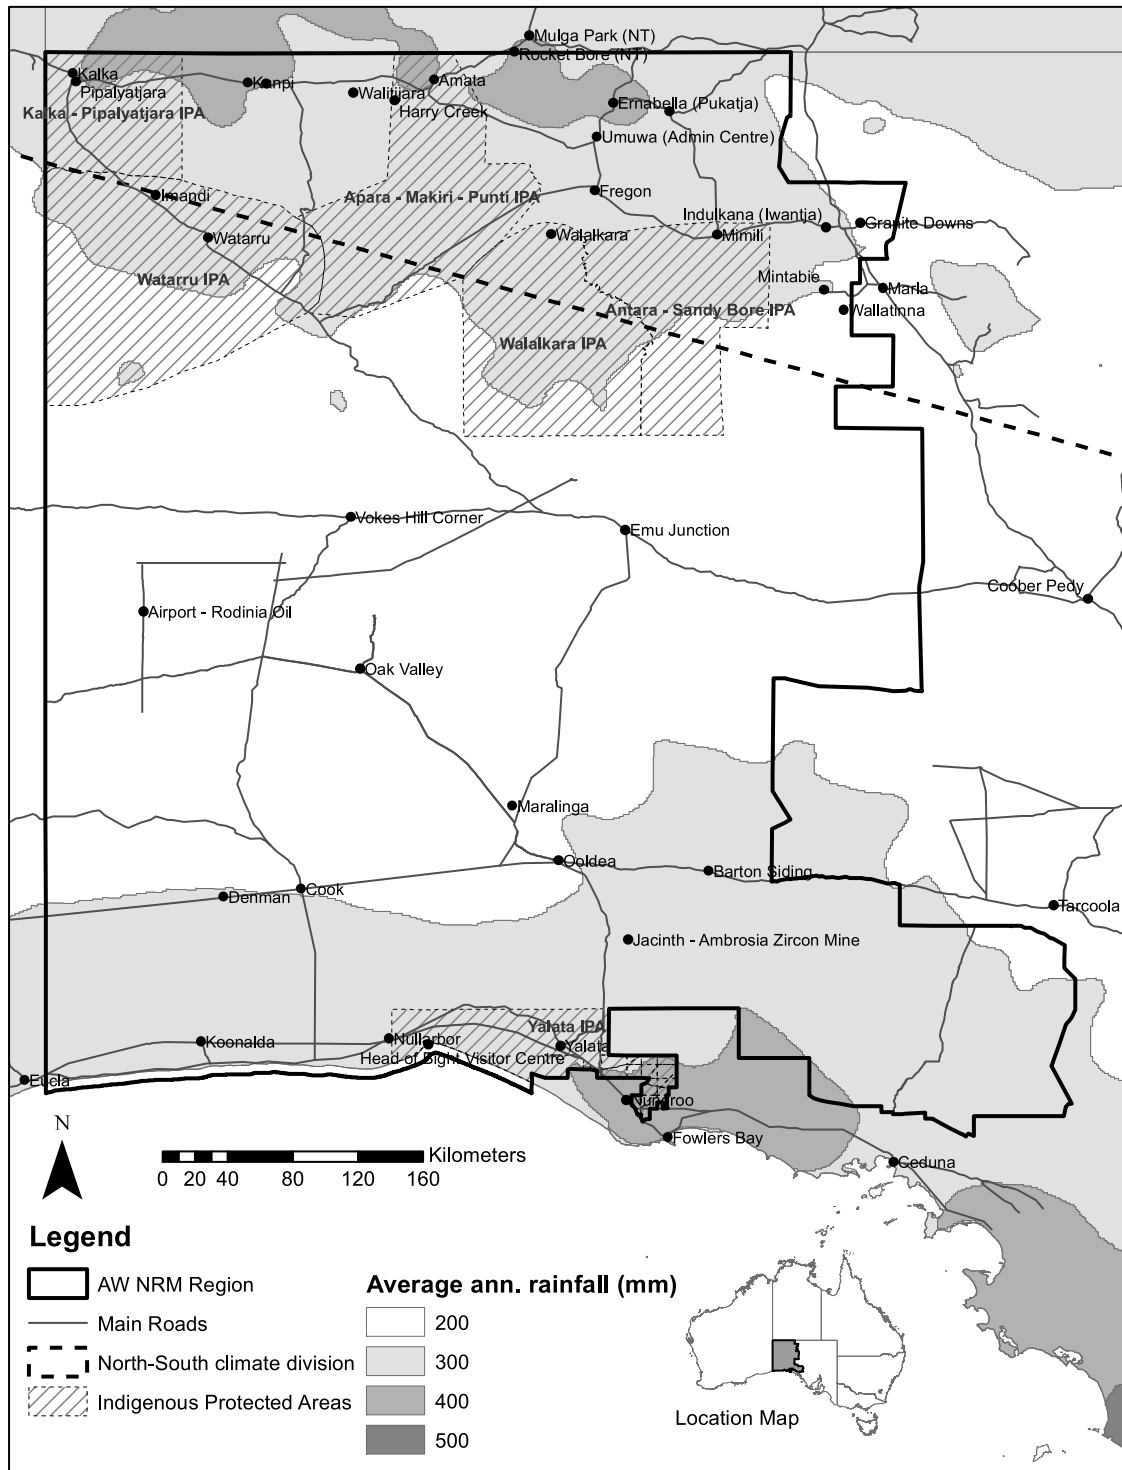 Mulga Park (NT)
Rocket Bore (NT)
Kalka
Pipalyatjara
Kanpi
Walitjiara
Amata
Harry Creek
Ernabella (Pukatja)
Kalka - Pipalyatjara IPA
Umuwa (Admin Centre)
Imandi
Apara - Makiri - Punti IPA
Fregon
Indulkana (Iwantja)
Granite Downs
Watarru
Walalkara
Mimili
Watarru IPA
Mintabie
Marla
Antara - Sandy Bore IPA
Wallatinna
Walalkara IPA
Vokes Hill Corner
Emu Junction
Coober Pedy
Airport - Rodinia Oil
Oak Valley
Maralinga
Ooldea
Barton Siding
Cook
Denman
Tarcoola
Jacinth - Ambrosia Zircon Mine
Yalata IPA
Koonalda
Nullarbor
Yalata
Head of Bight Visitor Centre
Eucla
Nundroo
Fowlers Bay
Ceduna
N
Kilometers
0 20 40 80 120 160
Legend
AW NRM Region
Main Roads
North-South climate division
Indigenous Protected Areas
Average ann. rainfall (mm)
200
300
400
500
Location Map